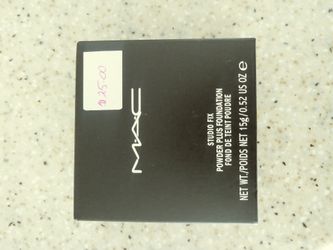 $25.00
MAC
STUDIO FIX
POWDER PLUS FOUNDATION
FOND DE TEINT POUDRE
NET WT./POIDS NET 15g/0.52 US OZ e